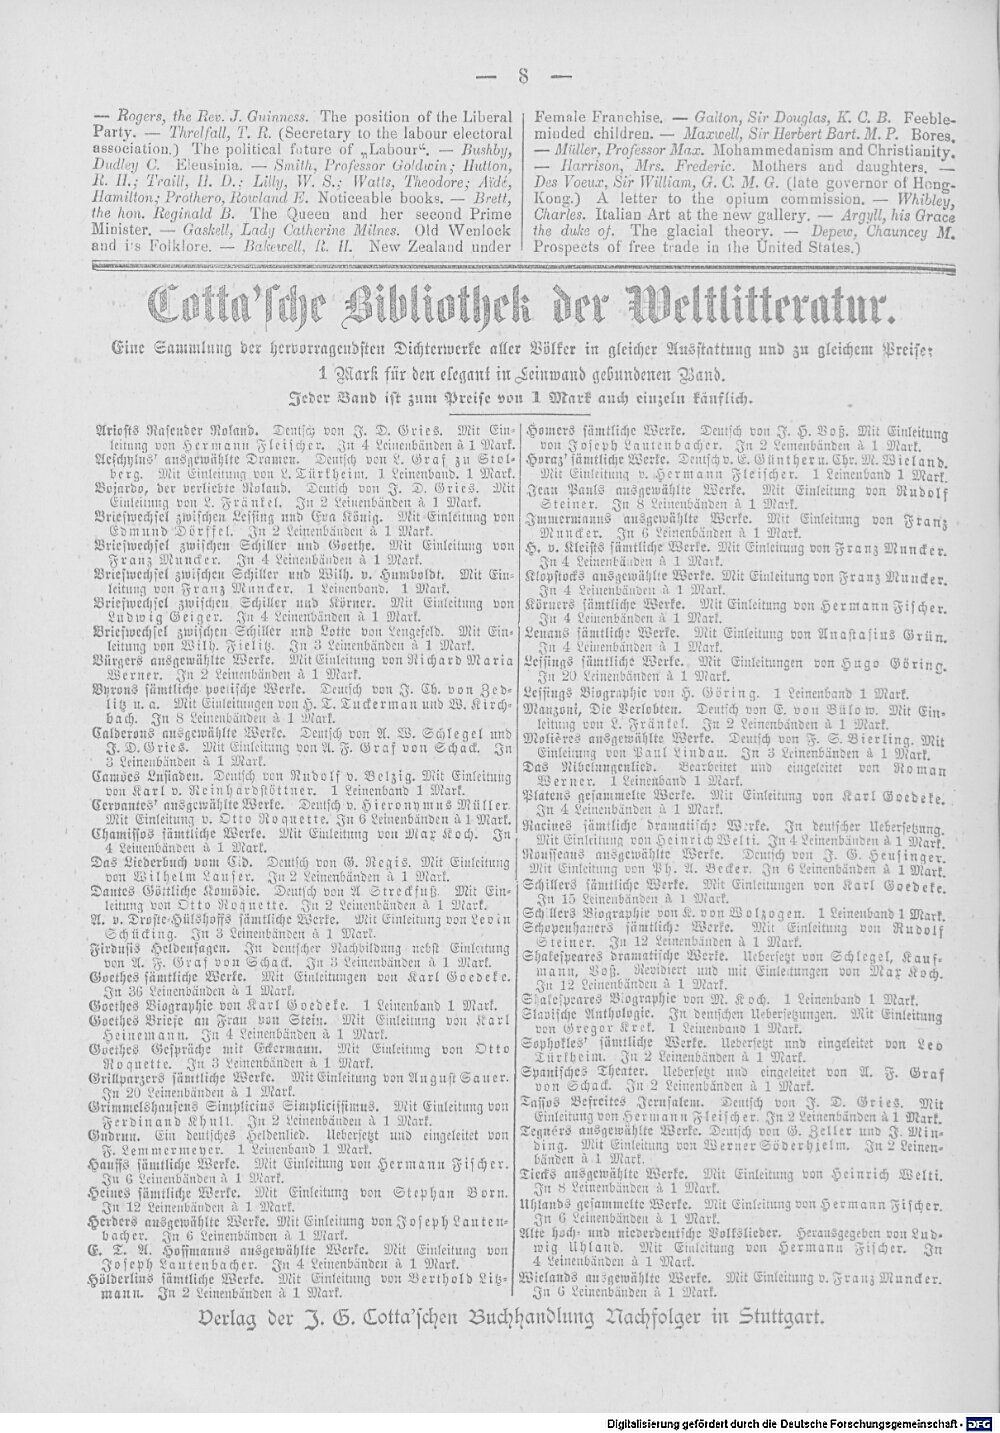 — 8 —
— Rogers, the Rev. J. Guinness. The position of the Liberal
Party. — Threlfall, T. R. (Secretary to the labour electoral
association.) The political future of „Labour“. — Bushby,
Dudley C. Eleusinia. — Smith, Professor Goldwin; Hutton,
R. H.; Traill, H. D.; Lilly, W. S.; Watts, Theodore; Aïdé,
Hamilton; Prothero, Rowland E. Noticeable books. — Brett,
the hon. Reginald B. The Queen and her second Prime
Minister. — Gaskell, Lady Catherine Milnes. Old Wenlock
and its Folklore. — Bakewell, R. H. New Zealand under
Female Franchise. — Galton, Sir Douglas, K. C. B. Feeble-
minded children. — Maxwell, Sir Herbert Bart. M. P. Bores.
— Müller, Professor Max. Mohammedanism and Christianity.
— Harrison, Mrs. Frederic. Mothers and daughters. —
Des Voeux, Sir William, G. C. M. G. (late governor of Hong-
Kong.) A letter to the opium commission. — Whibley,
Charles. Italian Art at the new gallery. — Argyll, his Grace
the duke of. The glacial theory. — Depew, Chauncey M.
Prospects of free trade in the United States.)
Cotta'sche Bibliothek der Weltlitteratur.
Eine Sammlung der hervorragendsten Dichterwerke aller Völker in gleicher Ausstattung und zu gleichem Preise:
1 Mark für den elegant in Leinwand gebundenen Band.
Jeder Band ist zum Preise von 1 Mark auch einzeln käuflich.
Ariosts Rasender Roland. Deutsch von J. D. Gries. Mit Ein-
leitung von Hermann Fleischer. In 4 Leinenbänden à 1 Mark.
Aeschylus' ausgewählte Dramen. Deutsch von L. Graf zu Stol-
berg. Mit Einleitung von L. Türkheim. 1 Leinenband. 1 Mark.
Bojardo, der verliebte Roland. Deutsch von J. D. Gries. Mit
Einleitung von L. Fränkel. In 2 Leinenbänden à 1 Mark.
Briefwechsel zwischen Lessing und Eva König. Mit Einleitung von
Edmund Dörffel. In 2 Leinenbänden à 1 Mark.
Briefwechsel zwischen Schiller und Goethe. Mit Einleitung von
Franz Muncker. In 4 Leinenbänden à 1 Mark.
Briefwechsel zwischen Schiller und Wilh. v. Humboldt. Mit Ein-
leitung von Franz Muncker. 1 Leinenband. 1 Mark.
Briefwechsel zwischen Schiller und Körner. Mit Einleitung von
Ludwig Geiger. In 4 Leinenbänden à 1 Mark.
Briefwechsel zwischen Schiller und Lotte von Lengefeld. Mit Ein-
leitung von Wilh. Fielitz. In 3 Leinenbänden à 1 Mark.
Bürgers ausgewählte Werke. Mit Einleitung von Richard Maria
Werner. In 2 Leinenbänden à 1 Mark.
Byrons sämtliche poetische Werke. Deutsch von J. Ch. von Zed-
litz u. a. Mit Einleitungen von H. T. Tuckerman und W. Kirch-
bach. In 8 Leinenbänden à 1 Mark.
Calderons ausgewählte Werke. Deutsch von A. W. Schlegel und
J. D. Gries. Mit Einleitung von A. F. Graf von Schack. In
3 Leinenbänden à 1 Mark.
Camões Lusiaden. Deutsch von Rudolf v. Belzig. Mit Einleitung
von Karl v. Reinhardstöttner. 1 Leinenband 1 Mark.
Cervantes' ausgewählte Werke. Deutsch v. Hieronymus Müller.
Mit Einleitung v. Otto Roquette. In 6 Leinenbänden à 1 Mark.
Chamissos sämtliche Werke. Mit Einleitung von Max Koch. In
4 Leinenbänden à 1 Mark.
Das Liederbuch vom Cid. Deutsch von G. Regis. Mit Einleitung
von Wilhelm Lauser. In 2 Leinenbänden à 1 Mark.
Dantes Göttliche Komödie. Deutsch von A Streckfuß. Mit Ein-
leitung von Otto Roquette. In 2 Leinenbänden à 1 Mark.
A. v. Droste-Hülshoffs sämtliche Werke. Mit Einleitung von Levin
Schücking. In 3 Leinenbänden à 1 Mark.
Firdusis Heldensagen. In deutscher Nachbildung nebst Einleitung
von A. F. Graf von Schack. In 3 Leinenbänden à 1 Mark.
Goethes sämtliche Werke. Mit Einleitungen von Karl Goedeke.
In 36 Leinenbänden à 1 Mark.
Goethes Biographie von Karl Goedeke. 1 Leinenband 1 Mark.
Goethes Briefe an Frau von Stein. Mit Einleitung von Karl
Heinemann. In 4 Leinenbänden à 1 Mark.
Goethes Gespräche mit Eckermann. Mit Einleitung von Otto
Roquette. In 3 Leinenbänden à 1 Mark.
Grillparzers sämtliche Werke. Mit Einleitung von August Sauer.
In 20 Leinenbänden à 1 Mark.
Grimmelshausens Simplicius Simplicissimus. Mit Einleitung von
Ferdinand Khull. In 2 Leinenbänden à 1 Mark.
Gudrun. Ein deutsches Heldenlied. Uebersetzt und eingeleitet von
F. Lemmermeyer. 1 Leinenband 1 Mark.
Hauffs sämtliche Werke. Mit Einleitung von Hermann Fischer.
In 6 Leinenbänden à 1 Mark.
Heines sämtliche Werke. Mit Einleitung von Stephan Born.
In 12 Leinenbänden à 1 Mark.
Herders ausgewählte Werke. Mit Einleitung von Joseph Lauten-
bacher. In 6 Leinenbänden à 1 Mark.
E. T. A. Hoffmanns ausgewählte Werke. Mit Einleitung von
Joseph Lautenbacher. In 4 Leinenbänden à 1 Mark.
Hölderlins sämtliche Werke. Mit Einleitung von Berthold Litz-
mann. In 2 Leinenbänden à 1 Mark.
Homers sämtliche Werke. Deutsch von J. H. Voß. Mit Einleitung
von Joseph Lautenbacher. In 2 Leinenbänden à 1 Mark.
Horaz' sämtliche Werke. Deutsch v. E. Günther u. Chr. M. Wieland.
Mit Einleitung v. Hermann Fleischer. 1 Leinenband 1 Mark.
Jean Pauls ausgewählte Werke. Mit Einleitung von Rudolf
Steiner. In 8 Leinenbänden à 1 Mark.
Immermanns ausgewählte Werke. Mit Einleitung von Franz
Muncker. In 6 Leinenbänden à 1 Mark.
H. v. Kleists sämtliche Werke. Mit Einleitung von Franz Muncker.
In 4 Leinenbänden à 1 Mark.
Klopstocks ausgewählte Werke. Mit Einleitung von Franz Muncker.
In 4 Leinenbänden à 1 Mark.
Körners sämtliche Werke. Mit Einleitung von Hermann Fischer.
In 4 Leinenbänden à 1 Mark.
Lenaus sämtliche Werke. Mit Einleitung von Anastasius Grün.
In 4 Leinenbänden à 1 Mark.
Lessings sämtliche Werke. Mit Einleitungen von Hugo Göring.
In 20 Leinenbänden à 1 Mark.
Lessings Biographie von H. Göring. 1 Leinenband 1 Mark.
Manzoni, Die Verlobten. Deutsch von E. von Bülow. Mit Ein-
leitung von L. Fränkel. In 2 Leinenbänden à 1 Mark.
Molières ausgewählte Werke. Deutsch von F. S. Bierling. Mit
Einleitung von Paul Lindau. In 3 Leinenbänden à 1 Mark.
Das Nibelungenlied. Bearbeitet und eingeleitet von Roman
Werner. 1 Leinenband 1 Mark.
Platens gesammelte Werke. Mit Einleitung von Karl Goedeke.
In 4 Leinenbänden à 1 Mark.
Racines sämtliche dramatische Werke. In deutscher Uebersetzung.
Mit Einleitung von Heinrich Welti. In 4 Leinenbänden à 1 Mark.
Rousseaus ausgewählte Werke. Deutsch von J. G. Heusinger.
Mit Einleitung von Ph. A. Becker. In 6 Leinenbänden à 1 Mark.
Schillers sämtliche Werke. Mit Einleitungen von Karl Goedeke.
In 15 Leinenbänden à 1 Mark.
Schillers Biographie von K. von Wolzogen. 1 Leinenband 1 Mark.
Schopenhauers sämtliche Werke. Mit Einleitung von Rudolf
Steiner. In 12 Leinenbänden à 1 Mark.
Shakespeares dramatische Werke. Uebersetzt von Schlegel, Kauf-
mann, Voß. Revidiert und mit Einleitungen von Max Koch.
In 12 Leinenbänden à 1 Mark.
Shakespeares Biographie von M. Koch. 1 Leinenband 1 Mark.
Slavische Anthologie. In deutschen Uebersetzungen. Mit Einleitung
von Gregor Krek. 1 Leinenband 1 Mark.
Sophokles' sämtliche Werke. Uebersetzt und eingeleitet von Leo
Türkheim. In 2 Leinenbänden à 1 Mark.
Spanisches Theater. Uebersetzt und eingeleitet von A. F. Graf
von Schack. In 2 Leinenbänden à 1 Mark.
Tassos Befreites Jerusalem. Deutsch von J. D. Gries. Mit
Einleitung von Hermann Fleischer. In 2 Leinenbänden à 1 Mark.
Tegnérs ausgewählte Werke. Deutsch von G. Zeller und J. Min-
ding. Mit Einleitung von Werner Söderhjelm. In 2 Leinen-
bänden à 1 Mark.
Tiecks ausgewählte Werke. Mit Einleitung von Heinrich Welti.
In 8 Leinenbänden à 1 Mark.
Uhlands gesammelte Werke. Mit Einleitung von Hermann Fischer.
In 6 Leinenbänden à 1 Mark.
Alte hoch- und niederdeutsche Volkslieder. Herausgegeben von Lud-
wig Uhland. Mit Einleitung von Hermann Fischer. In
4 Leinenbänden à 1 Mark.
Wielands ausgewählte Werke. Mit Einleitung v. Franz Muncker.
In 6 Leinenbänden à 1 Mark.
Verlag der J. G. Cotta'schen Buchhandlung Nachfolger in Stuttgart.
Digitalisierung gefördert durch die Deutsche Forschungsgemeinschaft - DFG